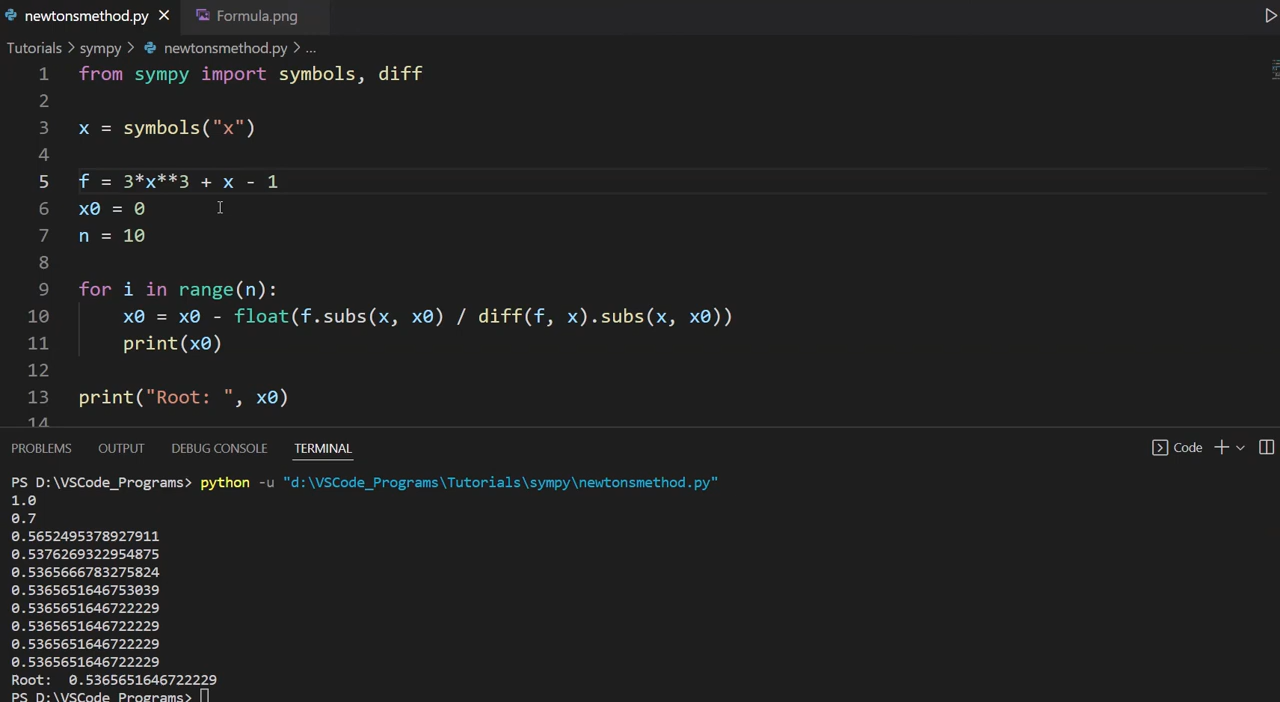 newtonsmethod.py Formula.png
Tutorials > sympy > newtonsmethod.py > ...
1 from sympy import symbols, diff
2
3 x = symbols("x")
4
5 f = 3*x**3 + x - 1
6 x0 = 0
7 n = 10
8
9 for i in range(n):
10 x0 = x0 - float(f.subs(x, x0) / diff(f, x).subs(x, x0))
11 print(x0)
12
13 print("Root: ", x0)
14
PROBLEMS OUTPUT DEBUG CONSOLE TERMINAL Code
PS D:\VSCode_Programs> python -u "d:\VSCode_Programs\Tutorials\sympy\newtonsmethod.py"
1.0
0.7
0.5652495378927911
0.5376269322954875
0.5365666783275824
0.5365651646753039
0.5365651646722229
0.5365651646722229
0.5365651646722229
0.5365651646722229
Root:  0.5365651646722229
PS D:\VSCode_Programs>